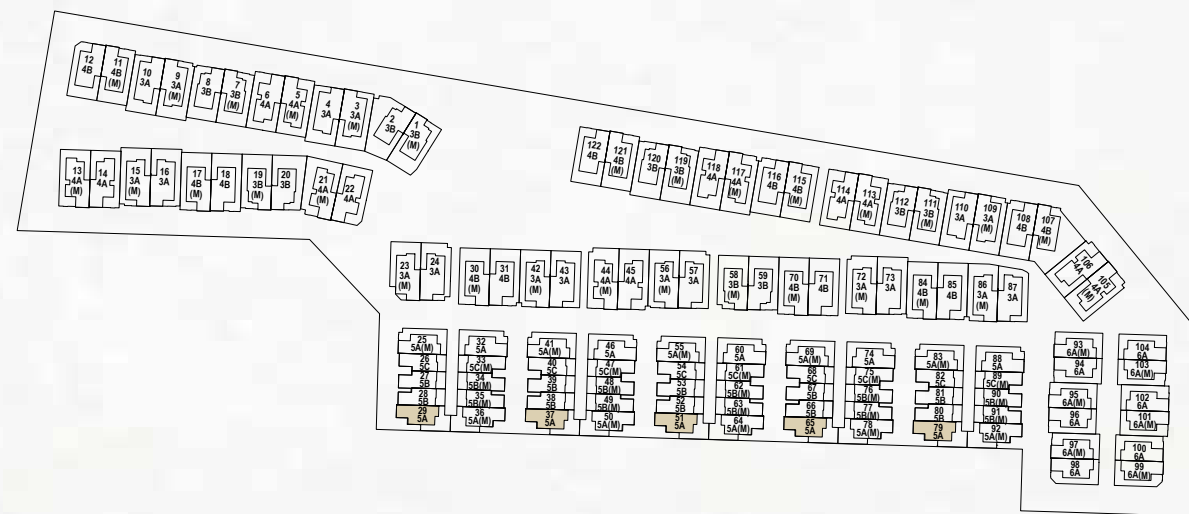 12
4B
11
4B
(M)
10
3A
9
3A
(M)
8
3B
7
3B
(M)
6
4A
5
4A
(M)
4
3A
3
3A
(M)
2
3B
1
3B
(M)
13
4A
(M)
14
4A
15
3A
(M)
16
3A
17
4B
(M)
18
4B
19
3B
(M)
20
3B
21
4A
(M)
22
4A
122
4B
121
4B
(M)
120
3B
119
3B
(M)
118
4A
117
4A
(M)
116
4B
115
4B
(M)
114
4A
113
4A
(M)
112
3B
111
3B
(M)
110
3A
109
3A
(M)
108
4B
107
4B
(M)
106
4A
105
4A
(M)
23
3A
(M)
24
3A
30
4B
(M)
31
4B
42
3A
(M)
43
3A
44
4A
(M)
45
4A
56
3A
(M)
57
3A
58
3B
(M)
59
3B
70
4B
(M)
71
4B
72
3A
(M)
73
3A
84
4B
(M)
85
4B
86
3A
(M)
87
3A
25
5A(M)
26
5C
27
5B
28
5B
29
5A
32
5A
33
5C(M)
34
5B(M)
35
5B(M)
36
5A(M)
41
5A(M)
40
5C
39
5B
38
5B
37
5A
46
5A
47
5C(M)
48
5B(M)
49
5B(M)
50
5A(M)
55
5A(M)
54
5C
53
5B
52
5B
51
5A
60
5A
61
5C(M)
62
5B(M)
63
5B(M)
64
5A(M)
69
5A(M)
68
5C
67
5B
66
5B
65
5A
74
5A
75
5C(M)
76
5B(M)
77
5B(M)
78
5A(M)
83
5A(M)
82
5C
81
5B
80
5B
79
5A
88
5A
89
5C(M)
90
5B(M)
91
5B(M)
92
5A(M)
93
6A(M)
94
6A
95
6A(M)
96
6A
97
6A(M)
98
6A
104
6A
103
6A(M)
102
6A
101
6A(M)
100
6A
99
6A(M)